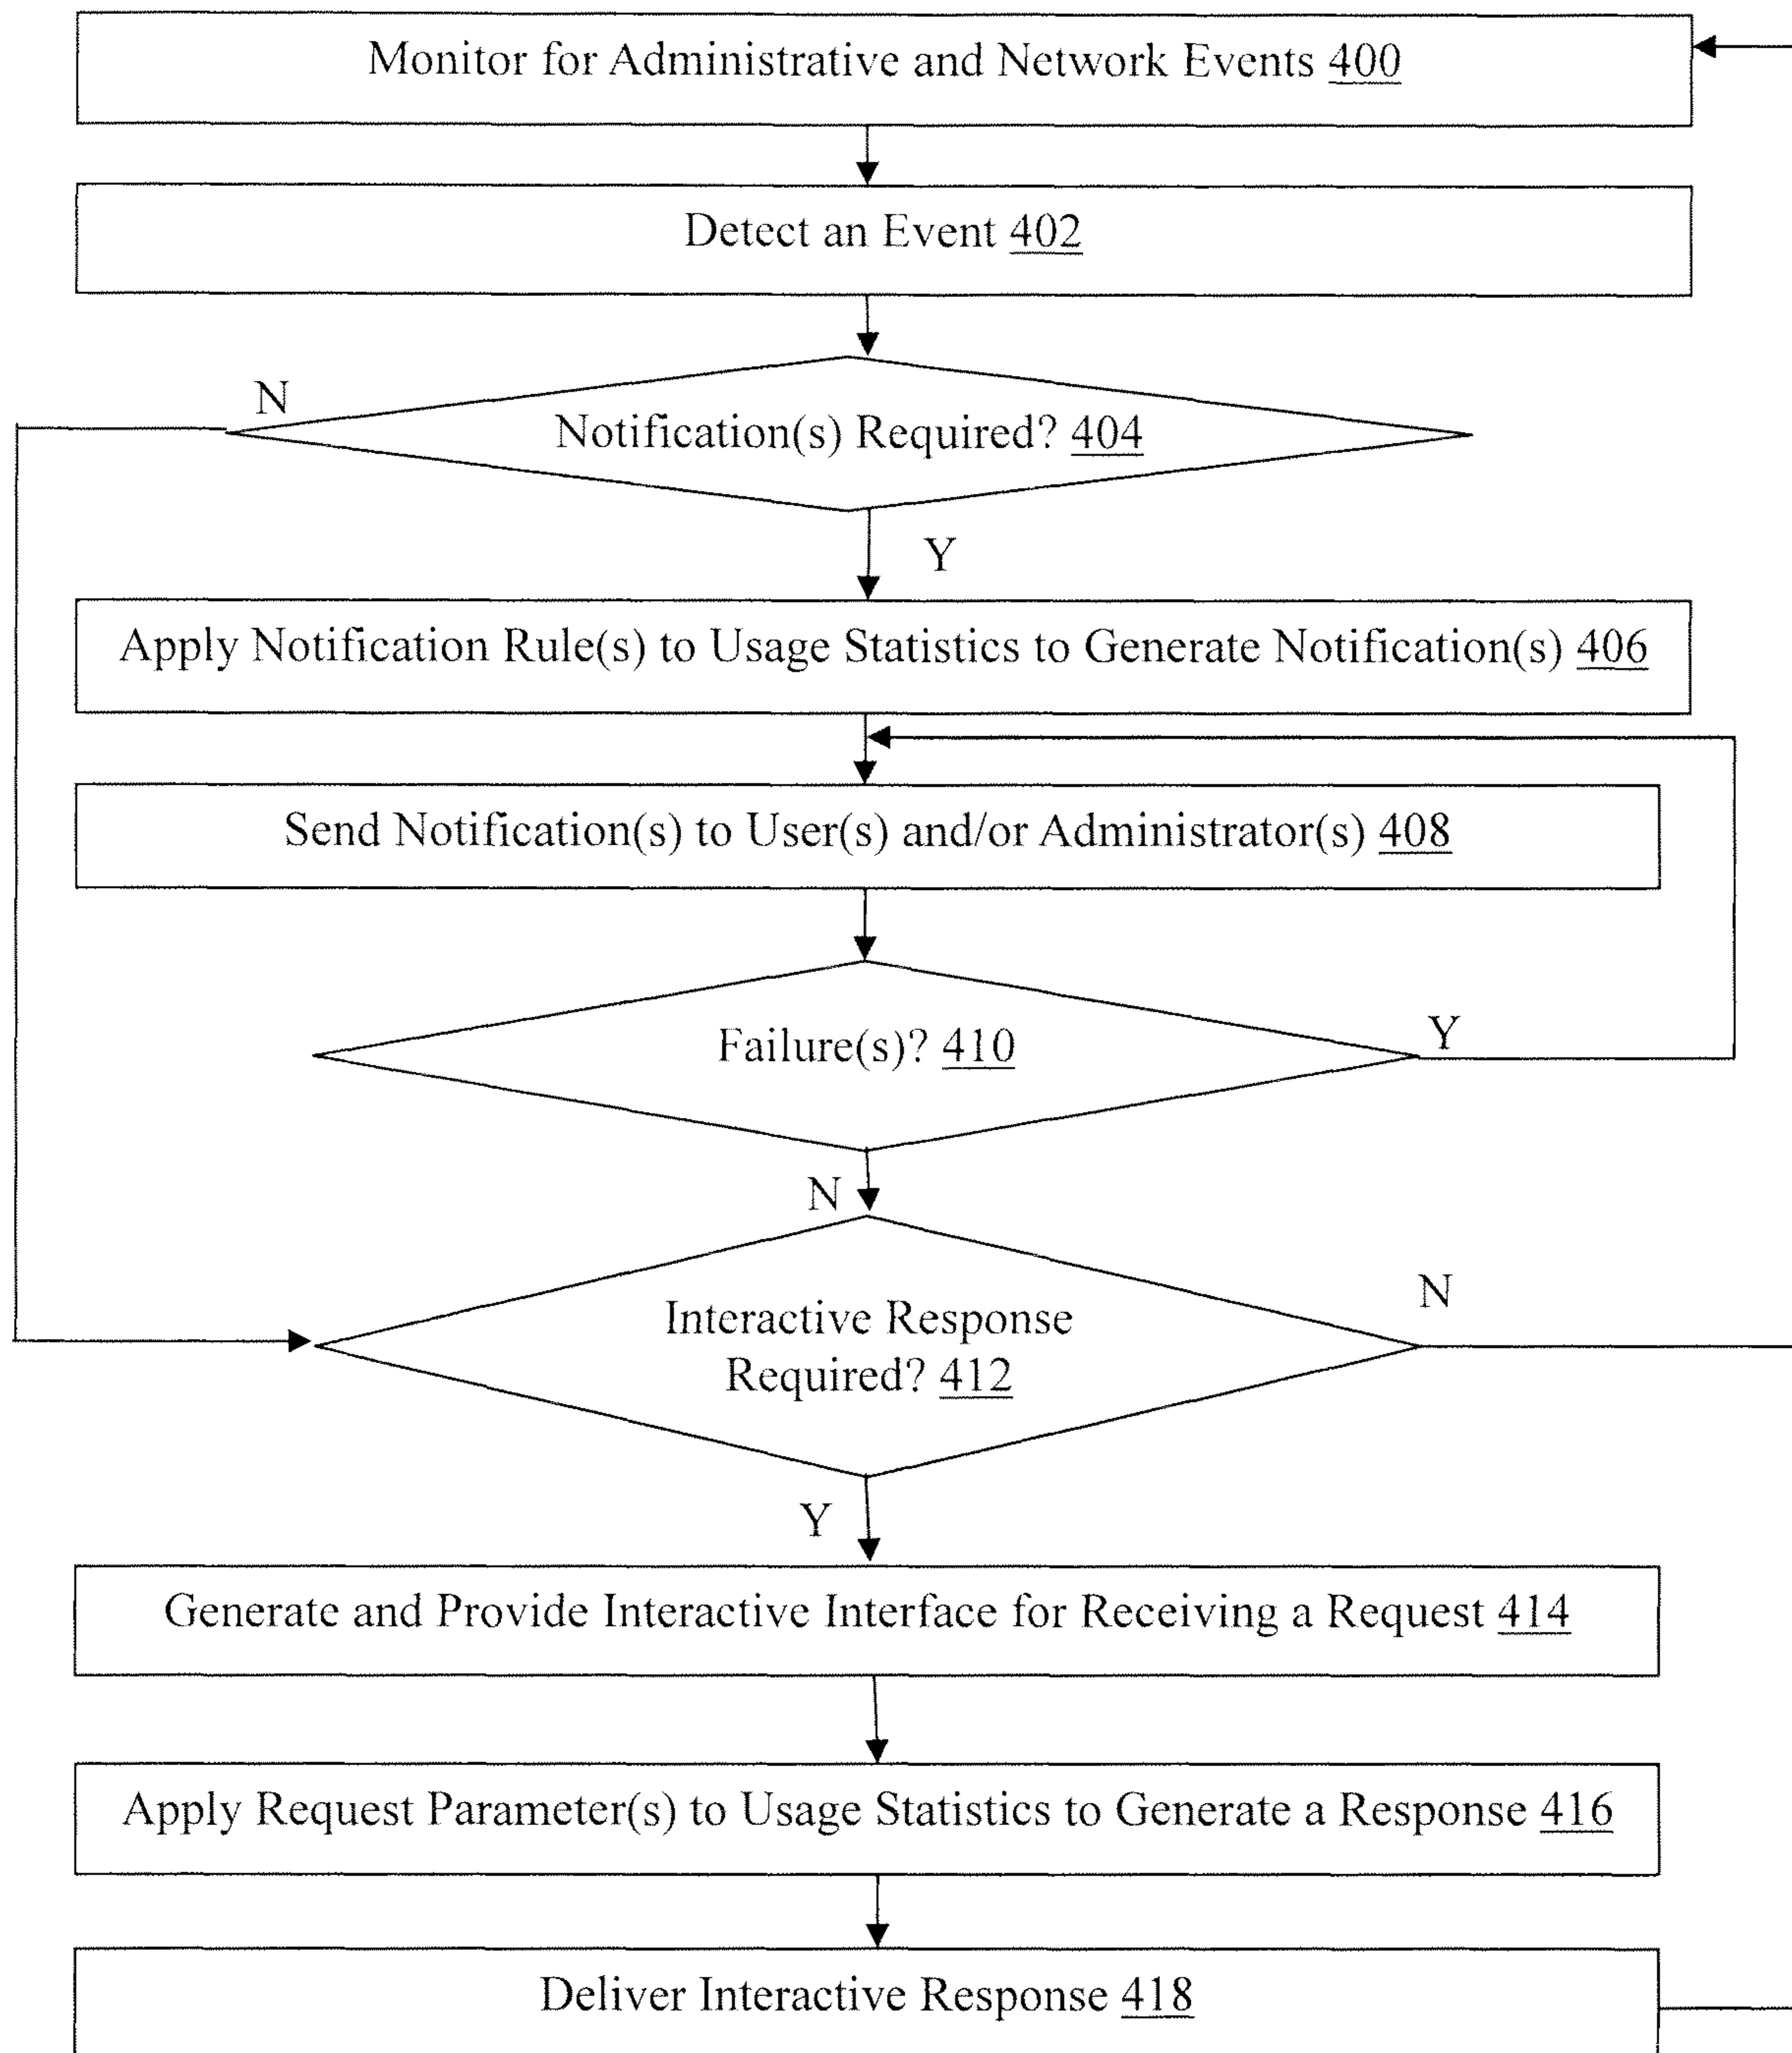 Monitor for Administrative and Network Events 400
Detect an Event 402
N
Notification(s) Required? 404
Y
Apply Notification Rule(s) to Usage Statistics to Generate Notification(s) 406
Send Notification(s) to User(s) and/or Administrator(s) 408
Failure(s)? 410
Y
N
N
Interactive Response
Required? 412
Y
Generate and Provide Interactive Interface for Receiving a Request 414
Apply Request Parameter(s) to Usage Statistics to Generate a Response 416
Deliver Interactive Response 418